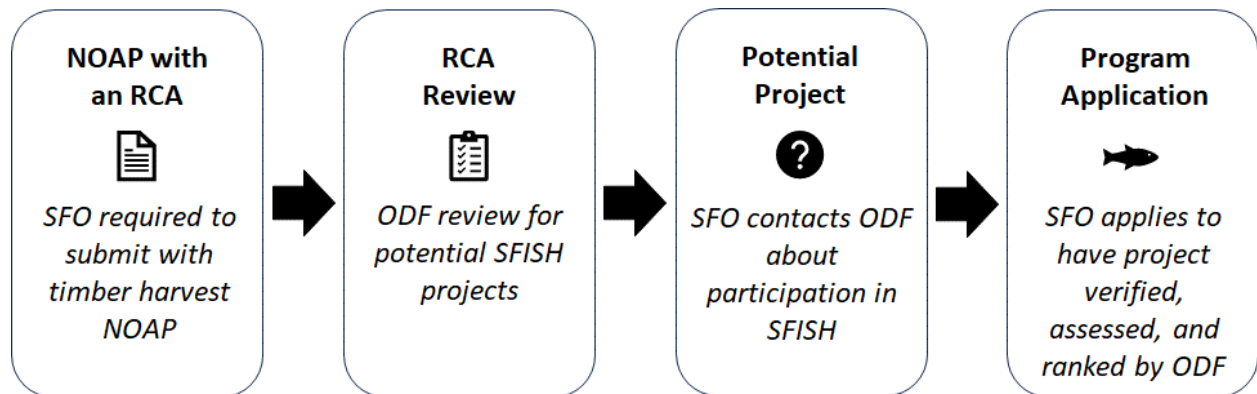 NOAP with
an RCA
SFO required to
submit with
timber harvest
NOAP
RCA
Review
ODF review for
potential SFISH
projects
Potential
Project
?
SFO contacts ODF
about
participation in
SFISH
Program
Application
SFO applies to
have project
verified,
assessed, and
ranked by ODF